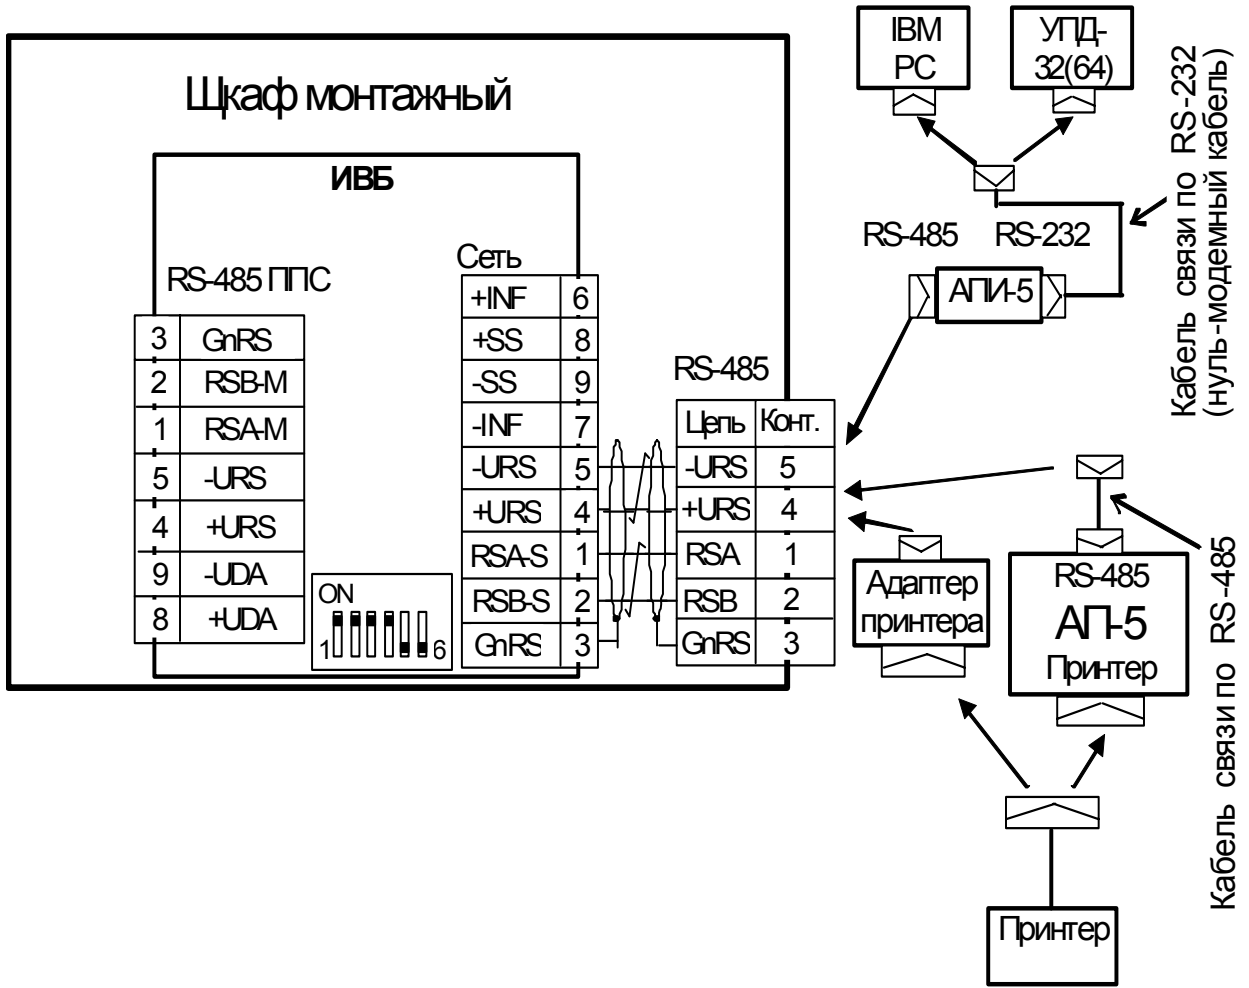 Шкаф монтажный
ИВБ
RS-485 ППС
3 GnRS
2 RSB-M
1 RSA-M
5 -URS
4 +URS
9 -UDA
8 +UDA
ON
1 6
Сеть
+INF 6
+SS 8
-SS 9
-INF 7
-URS 5
+URS 4
RSA-S 1
RSB-S 2
GnRS 3
RS-485
Цепь Конт.
-URS 5
+URS 4
RSA 1
RSB 2
GnRS 3
IBM
PC
УПД-
32(64)
RS-485 RS-232
АПИ-5
Кабель связи по RS-232
(нуль-модемный кабель)
Адаптер
принтера
RS-485
АП-5
Принтер
Кабель связи по RS-485
Принтер